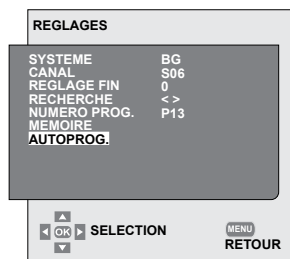 REGLAGES
SYSTEME BG
CANAL S06
REGLAGE FIN 0
RECHERCHE < >
NUMERO PROG. P13
MEMOIRE
AUTOPROG.
OK SELECTION MENU
RETOUR